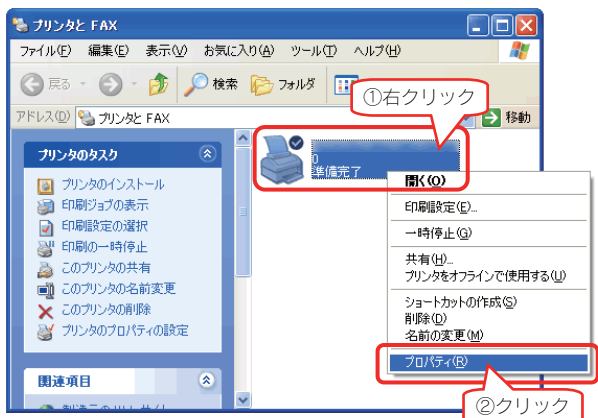 プリンタと FAX
ファイル(F) 編集(E) 表示(V) お気に入り(A) ツール(T) ヘルプ(H)
戻る 検索 フォルダ
①右クリック
アドレス(D) プリンタと FAX 移動
プリンタのタスク
プリンタのインストール
印刷ジョブの表示
印刷設定の選択
印刷の一時停止
このプリンタの共有
このプリンタの名前変更
このプリンタの削除
プリンタのプロパティの設定
関連項目
0
準備完了
開く(O)
印刷設定(E)...
一時停止(G)
共有(H)...
プリンタをオフラインで使用する(U)
ショートカットの作成(S)
削除(D)
名前の変更(M)
プロパティ(R)
②クリック